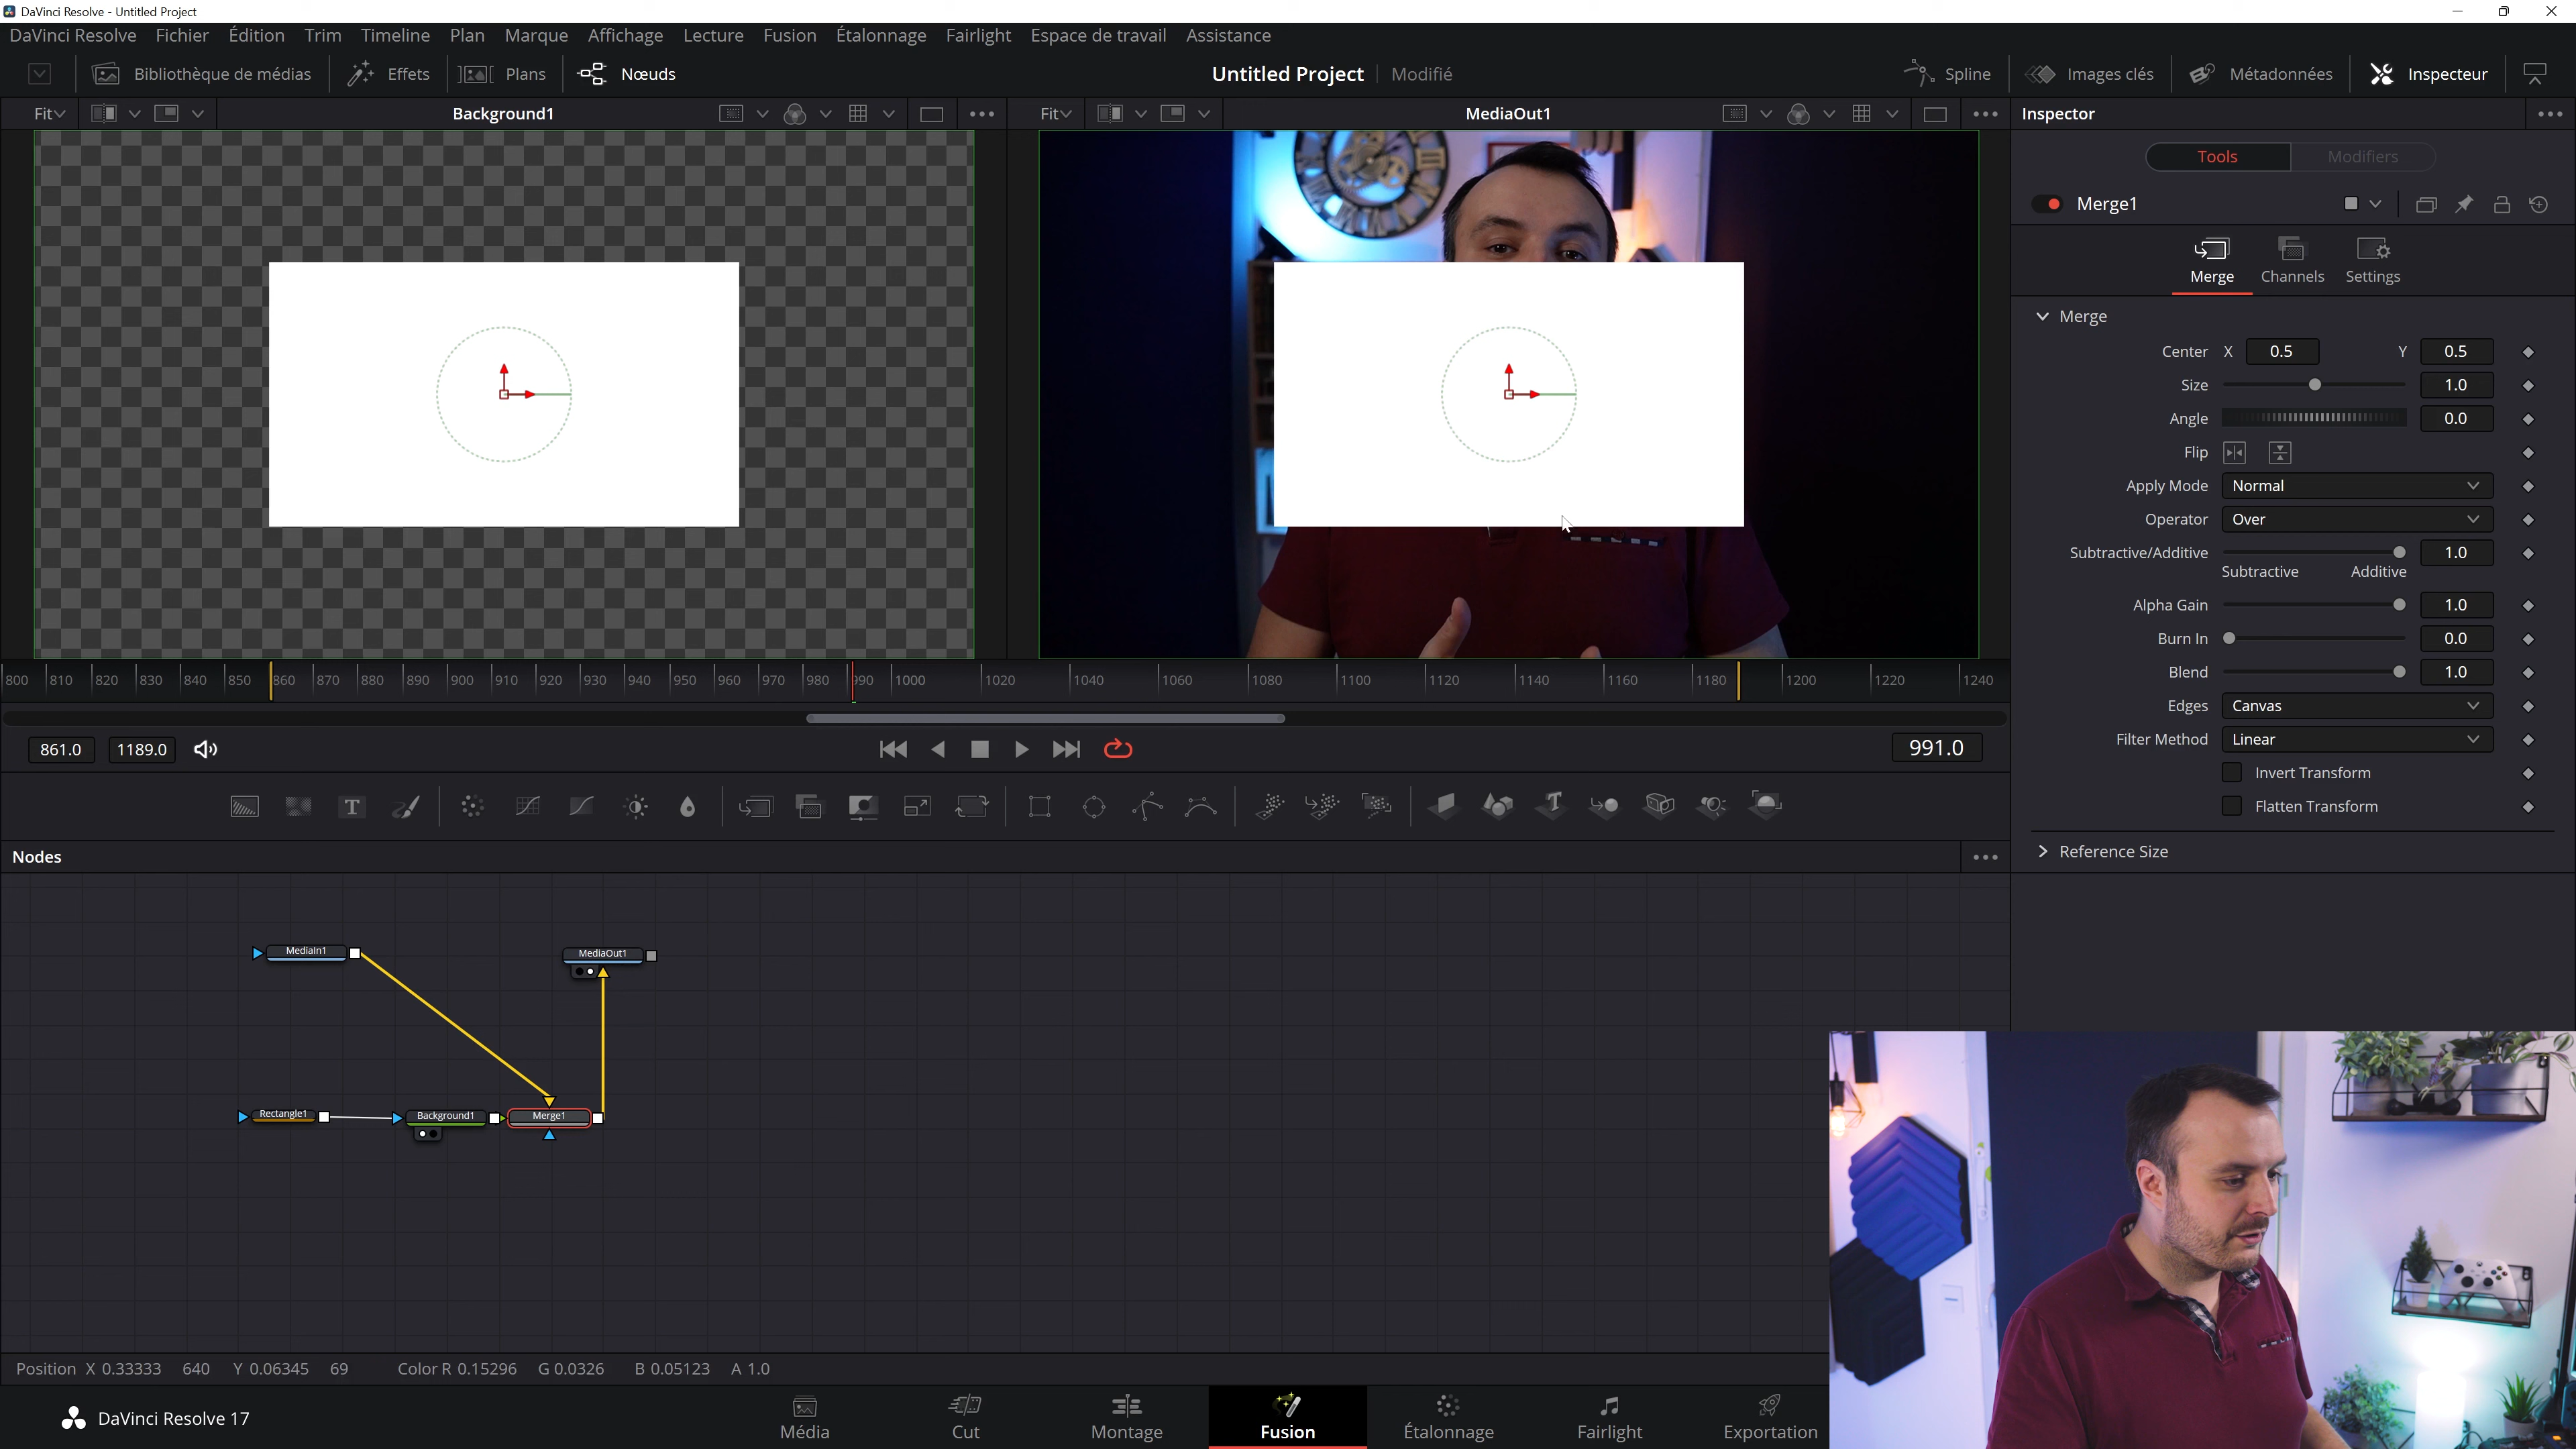 DaVinci Resolve - Untitled Project
DaVinci Resolve Fichier Édition Trim Timeline Plan Marque Affichage Lecture Fusion Étalonnage Fairlight Espace de travail Assistance
Bibliothèque de médias Effets Plans Nœuds Untitled Project Modifié Spline Images clés Métadonnées Inspecteur
Fit Background1 Fit MediaOut1 Inspector
Tools Modifiers
Merge1
Merge Channels Settings
Merge
Center X 0.5 Y 0.5
Size 1.0
Angle 0.0
Flip
Apply Mode Normal
Operator Over
Subtractive/Additive 1.0
Subtractive Additive
Alpha Gain 1.0
Burn In 0.0
Blend 1.0
Edges Canvas
Filter Method Linear
Invert Transform
Flatten Transform
Reference Size
800 810 820 830 840 850 860 870 880 890 900 910 920 930 940 950 960 970 980 990 1000 1020 1040 1060 1080 1100 1120 1140 1160 1180 1200 1220 1240
861.0 1189.0 991.0
T T
Nodes
MediaIn1 MediaOut1
Rectangle1 Background1 Merge1
Position X 0.33333 640 Y 0.06345 69 Color R 0.15296 G 0.0326 B 0.05123 A 1.0
DaVinci Resolve 17
Média Cut Montage Fusion Étalonnage Fairlight Exportation